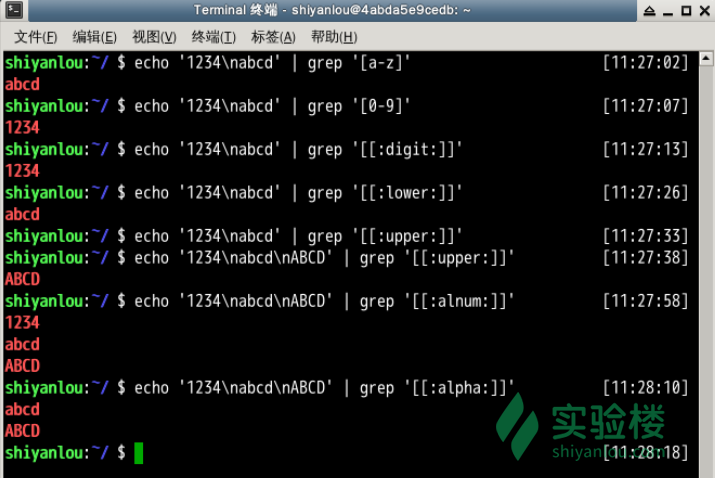 Terminal 终端 - shiyanlou@4abda5e9cedb: ~
文件(F) 编辑(E) 视图(V) 终端(T) 标签(A) 帮助(H)
shiyanlou:~/ $ echo '1234\nabcd' | grep '[a-z]' [11:27:02]
abcd
shiyanlou:~/ $ echo '1234\nabcd' | grep '[0-9]' [11:27:07]
1234
shiyanlou:~/ $ echo '1234\nabcd' | grep '[[:digit:]]' [11:27:13]
1234
shiyanlou:~/ $ echo '1234\nabcd' | grep '[[:lower:]]' [11:27:26]
abcd
shiyanlou:~/ $ echo '1234\nabcd' | grep '[[:upper:]]' [11:27:33]
shiyanlou:~/ $ echo '1234\nabcd\nABCD' | grep '[[:upper:]]' [11:27:38]
ABCD
shiyanlou:~/ $ echo '1234\nabcd\nABCD' | grep '[[:alnum:]]' [11:27:58]
1234
abcd
ABCD
shiyanlou:~/ $ echo '1234\nabcd\nABCD' | grep '[[:alpha:]]' [11:28:10]
abcd
ABCD
shiyanlou:~/ $ [11:28:18]
实验楼
shiyanlou.com